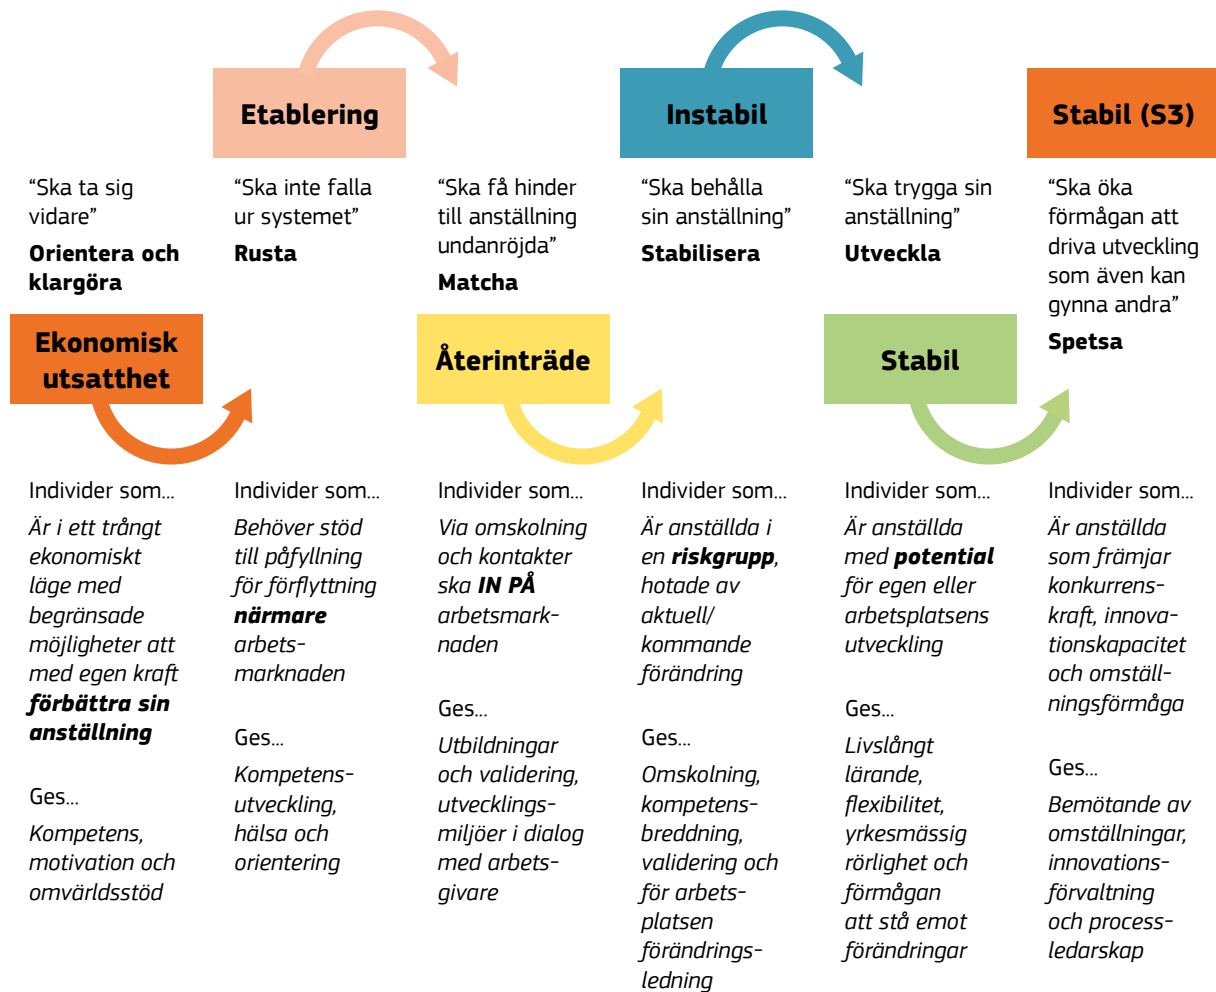 Etablering
Instabil
Stabil (S3)
“Ska ta sig
vidare”
Orientera och
klargöra
“Ska inte falla
ur systemet”
Rusta
“Ska få hinder
till anställning
undanröjda”
Matcha
“Ska behålla
sin anställning”
Stabilisera
“Ska trygga sin
anställning”
Utveckla
“Ska öka
förmågan att
driva utveckling
som även kan
gynna andra”
Spetsa
Ekonomisk
utsatthet
Återinträde
Stabil
Individer som...
Är i ett trångt
ekonomiskt
läge med
begränsade
möjligheter att
med egen kraft
förbättra sin
anställning
Ges...
Kompetens,
motivation och
omvärldsstöd
Individer som...
Behöver stöd
till påfyllning
för förflyttning
närmare
arbets-
marknaden
Ges...
Kompetens-
utveckling,
hälsa och
orientering
Individer som...
Via omskolning
och kontakter
ska IN PÅ
arbetsmark-
naden
Ges...
Utbildningar
och validering,
utvecklings-
miljöer i dialog
med arbets-
givare
Individer som...
Är anställda i
en riskgrupp,
hotade av
aktuell/
kommande
förändring
Ges...
Omskolning,
kompetens-
breddning,
validering och
för arbets-
platsen
förändrings-
ledning
Individer som...
Är anställda
med potential
för egen eller
arbetsplatsens
utveckling
Ges...
Livslångt
lärande,
flexibilitet,
yrkesmässig
rörlighet och
förmågan
att stå emot
förändringar
Individer som...
Är anställda
som främjar
konkurrens-
kraft, innova-
tionskapacitet
och omställ-
ningsförmåga
Ges...
Bemötande av
omställningar,
innovations-
förvaltning
och process-
ledarskap